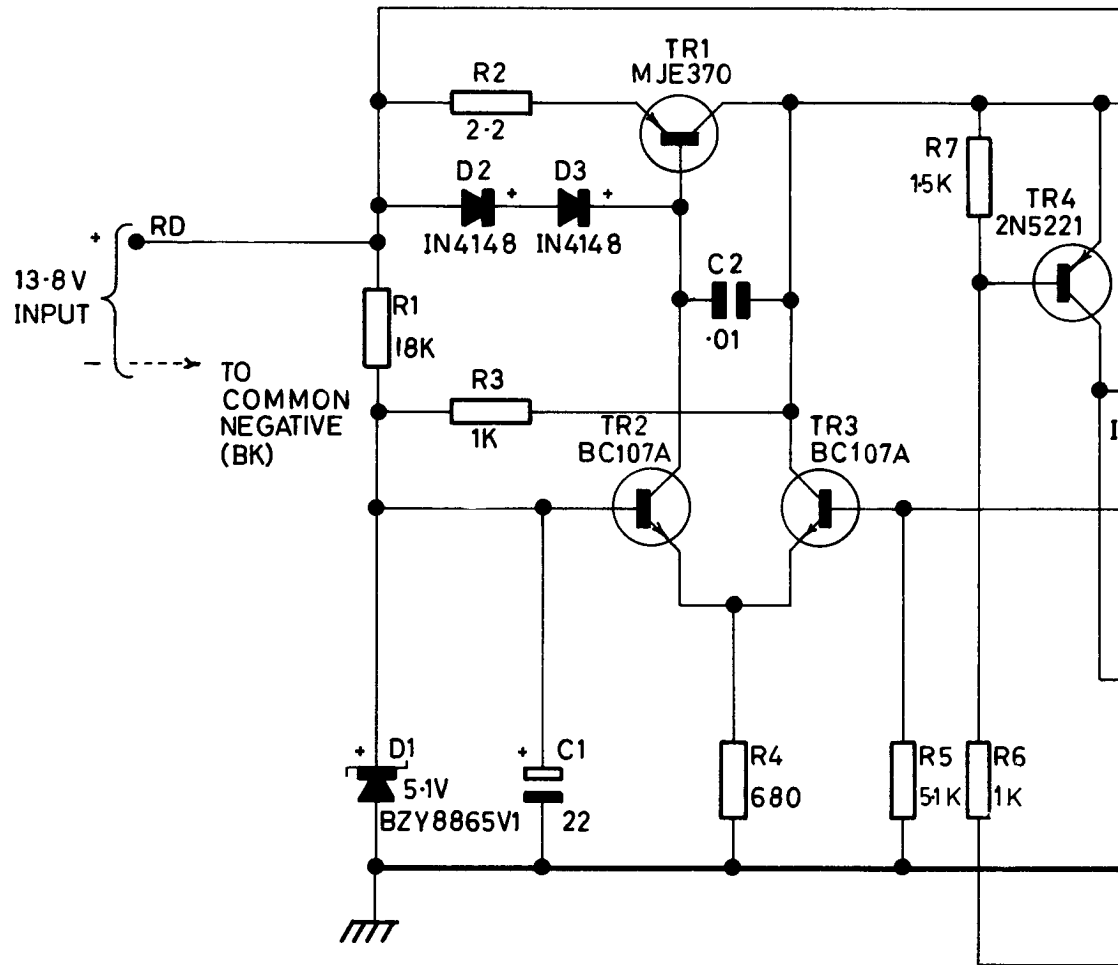 TR1
MJE370
R2
2·2
D2
IN4148
D3
IN4148
R7
1·5K
TR4
2N5221
+
RD
13·8V
INPUT
–
TO
COMMON
NEGATIVE
(BK)
R1
18K
C2
·01
+
+
R3
1K
TR2
BC107A
TR3
BC107A
I
+
D1
5·1V
BZY8865V1
+
C1
22
R4
680
R5
5·1K
R6
1K